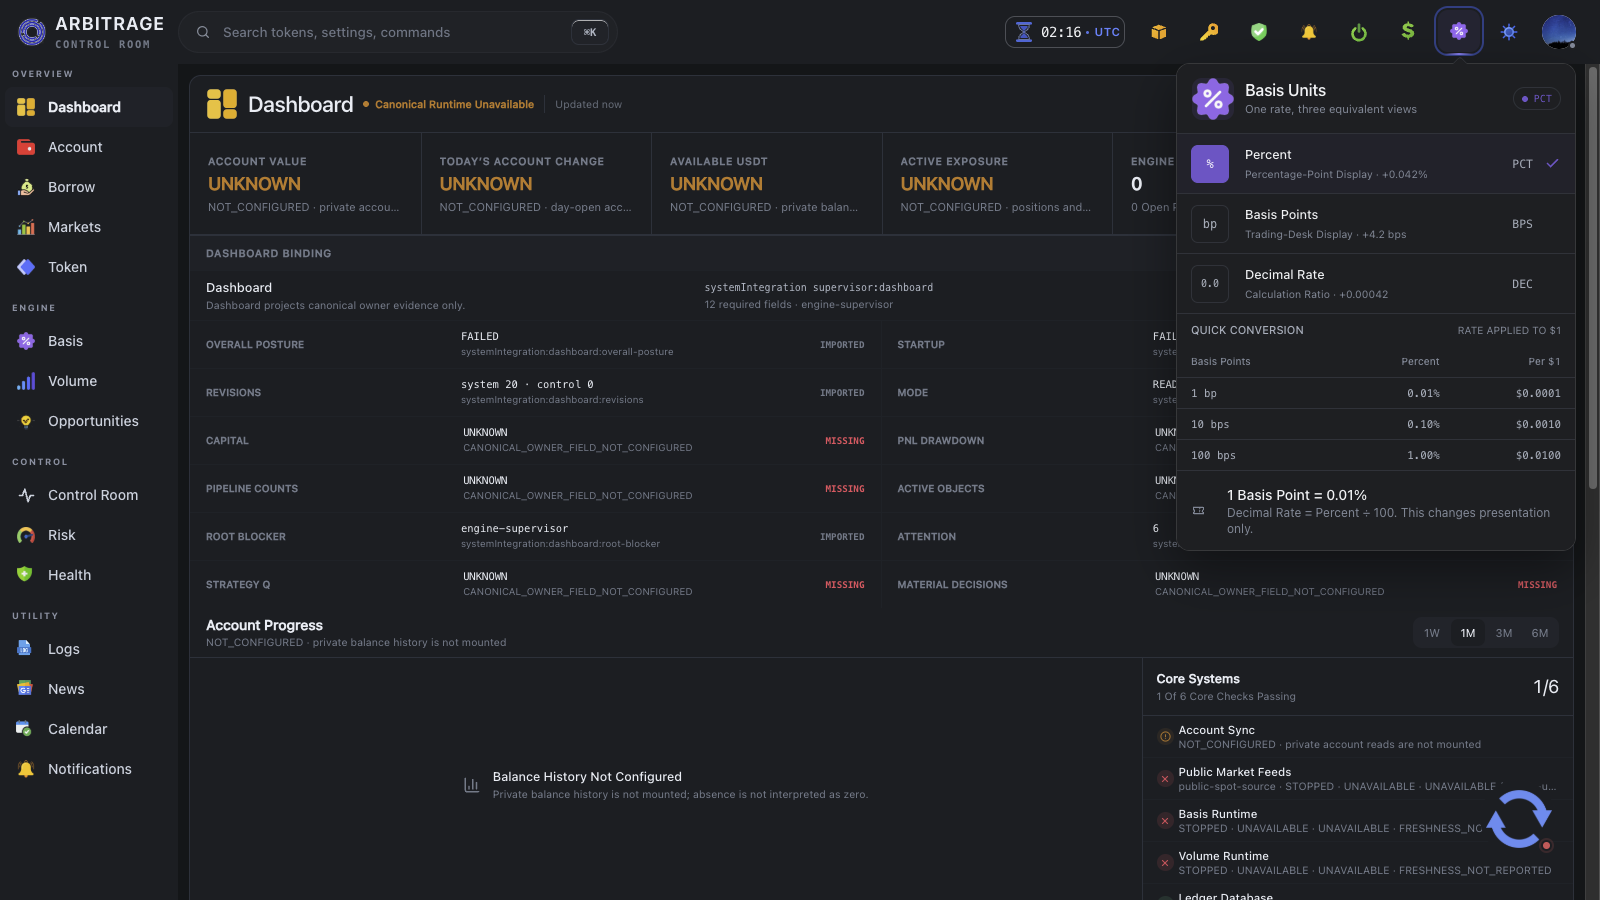 ARBITRAGE
CONTROL ROOM
Search tokens, settings, commands
⌘K
02:16 • UTC
OVERVIEW
Dashboard
Account
Borrow
Markets
Token
ENGINE
Basis
Volume
Opportunities
CONTROL
Control Room
Risk
Health
UTILITY
Logs
News
Calendar
Notifications
Dashboard
Canonical Runtime Unavailable
Updated now
ACCOUNT VALUE
UNKNOWN
NOT_CONFIGURED · private accou...
TODAY'S ACCOUNT CHANGE
UNKNOWN
NOT_CONFIGURED · day-open acc...
AVAILABLE USDT
UNKNOWN
NOT_CONFIGURED · private balan...
ACTIVE EXPOSURE
UNKNOWN
NOT_CONFIGURED · positions and...
ENGINE
0
0 Open
DASHBOARD BINDING
Dashboard
Dashboard projects canonical owner evidence only.
systemIntegration supervisor:dashboard
12 required fields · engine-supervisor
OVERALL POSTURE
FAILED
systemIntegration:dashboard:overall-posture
IMPORTED
STARTUP
REVISIONS
system 20 · control 0
systemIntegration:dashboard:revisions
IMPORTED
MODE
CAPITAL
UNKNOWN
CANONICAL_OWNER_FIELD_NOT_CONFIGURED
MISSING
PNL DRAWDOWN
PIPELINE COUNTS
UNKNOWN
CANONICAL_OWNER_FIELD_NOT_CONFIGURED
MISSING
ACTIVE OBJECTS
ROOT BLOCKER
engine-supervisor
systemIntegration:dashboard:root-blocker
IMPORTED
ATTENTION
6
STRATEGY Q
UNKNOWN
CANONICAL_OWNER_FIELD_NOT_CONFIGURED
MISSING
MATERIAL DECISIONS
UNKNOWN
CANONICAL_OWNER_FIELD_NOT_CONFIGURED
MISSING
Account Progress
NOT_CONFIGURED · private balance history is not mounted
1W 1M 3M 6M
Balance History Not Configured
Private balance history is not mounted; absence is not interpreted as zero.
Core Systems
1 Of 6 Core Checks Passing
1/6
Account Sync
NOT_CONFIGURED · private account reads are not mounted
Public Market Feeds
public-spot-source · STOPPED · UNAVAILABLE · UNAVAILABLE
Basis Runtime
STOPPED · UNAVAILABLE · UNAVAILABLE · FRESHNESS_NO
Volume Runtime
STOPPED · UNAVAILABLE · UNAVAILABLE · FRESHNESS_NOT_REPORTED
Ledger Database
Basis Units
One rate, three equivalent views
PCT
%
Percent
Percentage-Point Display · +0.042%
PCT
bp
Basis Points
Trading-Desk Display · +4.2 bps
BPS
0.0
Decimal Rate
Calculation Ratio · +0.00042
DEC
QUICK CONVERSION
RATE APPLIED TO $1
Basis Points Percent Per $1
1 bp 0.01% $0.0001
10 bps 0.10% $0.0010
100 bps 1.00% $0.0100
1 Basis Point = 0.01%
Decimal Rate = Percent ÷ 100. This changes presentation
only.